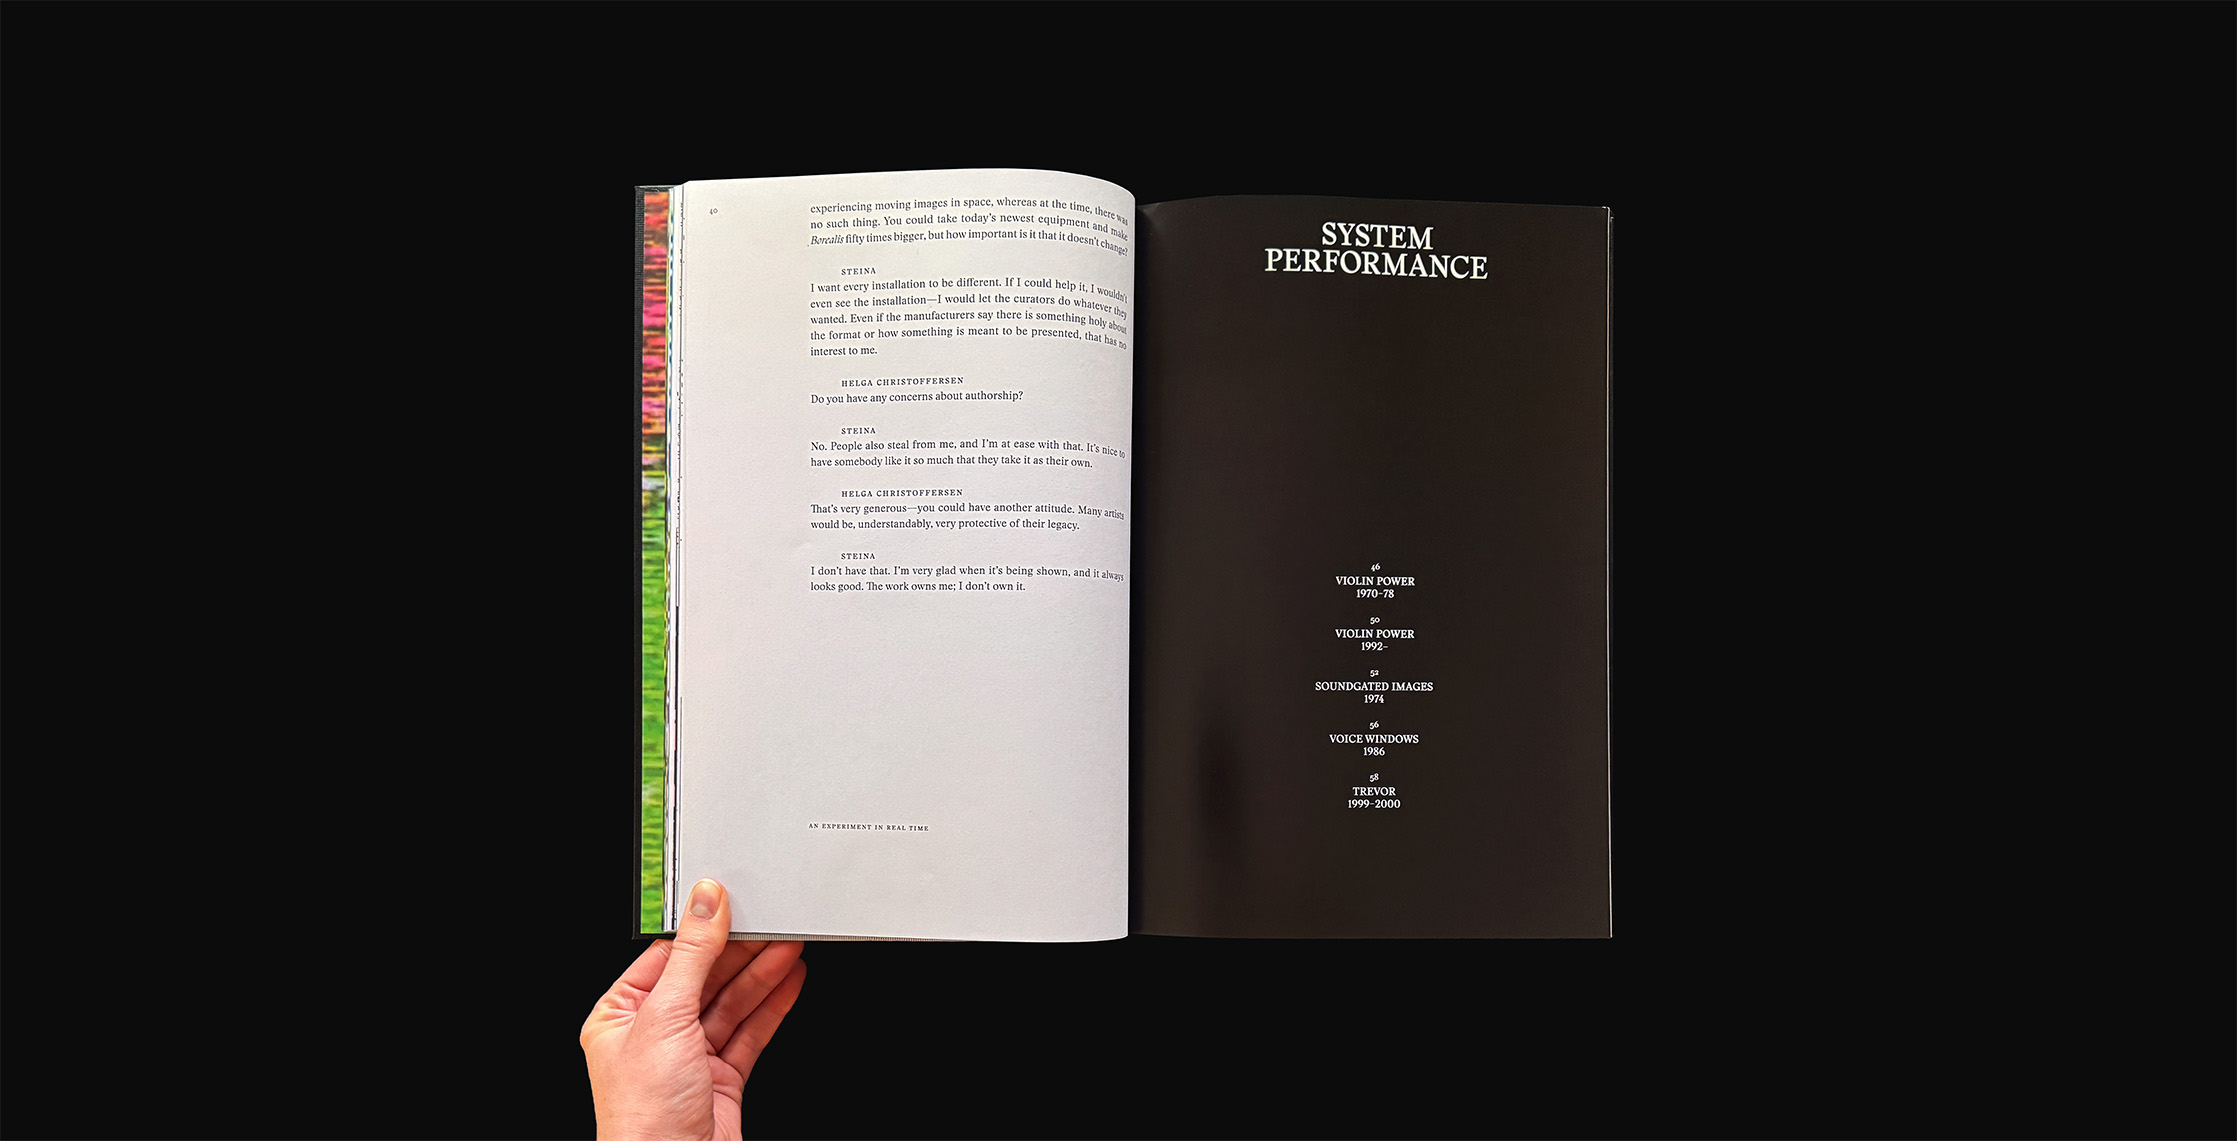 40
experiencing moving images in space, whereas at the time, there was
no such thing. You could take today's newest equipment and make
Borealis fifty times bigger, but how important is it that it doesn't change?
STEINA
I want every installation to be different. If I could help it, I wouldn't
even see the installation—I would let the curators do whatever they
wanted. Even if the manufacturers say there is something holy about
the format or how something is meant to be presented, that has no
interest to me.
HELGA CHRISTOFFERSEN
Do you have any concerns about authorship?
STEINA
No. People also steal from me, and I'm at ease with that. It's nice to
have somebody like it so much that they take it as their own.
HELGA CHRISTOFFERSEN
That's very generous—you could have another attitude. Many artists
would be, understandably, very protective of their legacy.
STEINA
I don't have that. I'm very glad when it's being shown, and it always
looks good. The work owns me; I don't own it.
AN EXPERIMENT IN REAL TIME
SYSTEM
PERFORMANCE
46
VIOLIN POWER
1970–78
50
VIOLIN POWER
1992–
52
SOUNDGATED IMAGES
1974
56
VOICE WINDOWS
1986
58
TREVOR
1999–2000